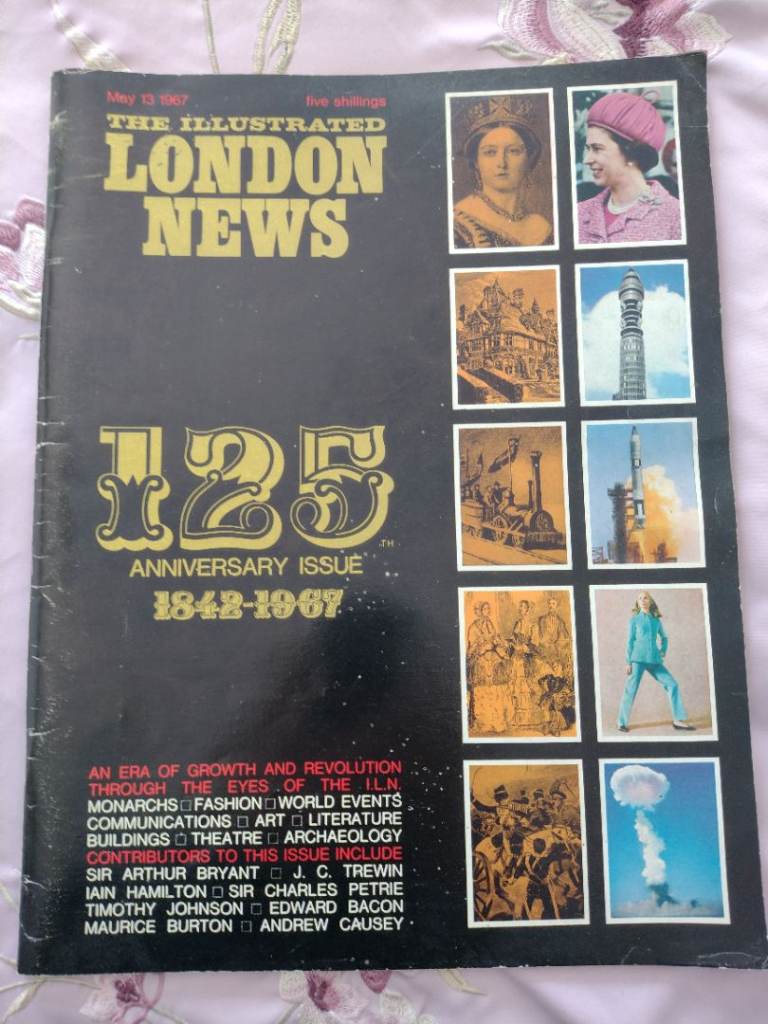 May 13 1967 five shillings
THE ILLUSTRATED
LONDON
NEWS
125TH
ANNIVERSARY ISSUE
1842-1967
AN ERA OF GROWTH AND REVOLUTION
THROUGH THE EYES OF THE I.L.N.
MONARCHS □ FASHION □ WORLD EVENTS
COMMUNICATIONS □ ART □ LITERATURE
BUILDINGS □ THEATRE □ ARCHAEOLOGY
CONTRIBUTORS TO THIS ISSUE INCLUDE
SIR ARTHUR BRYANT □ J. C. TREWIN
IAIN HAMILTON □ SIR CHARLES PETRIE
TIMOTHY JOHNSON □ EDWARD BACON
MAURICE BURTON □ ANDREW CAUSEY